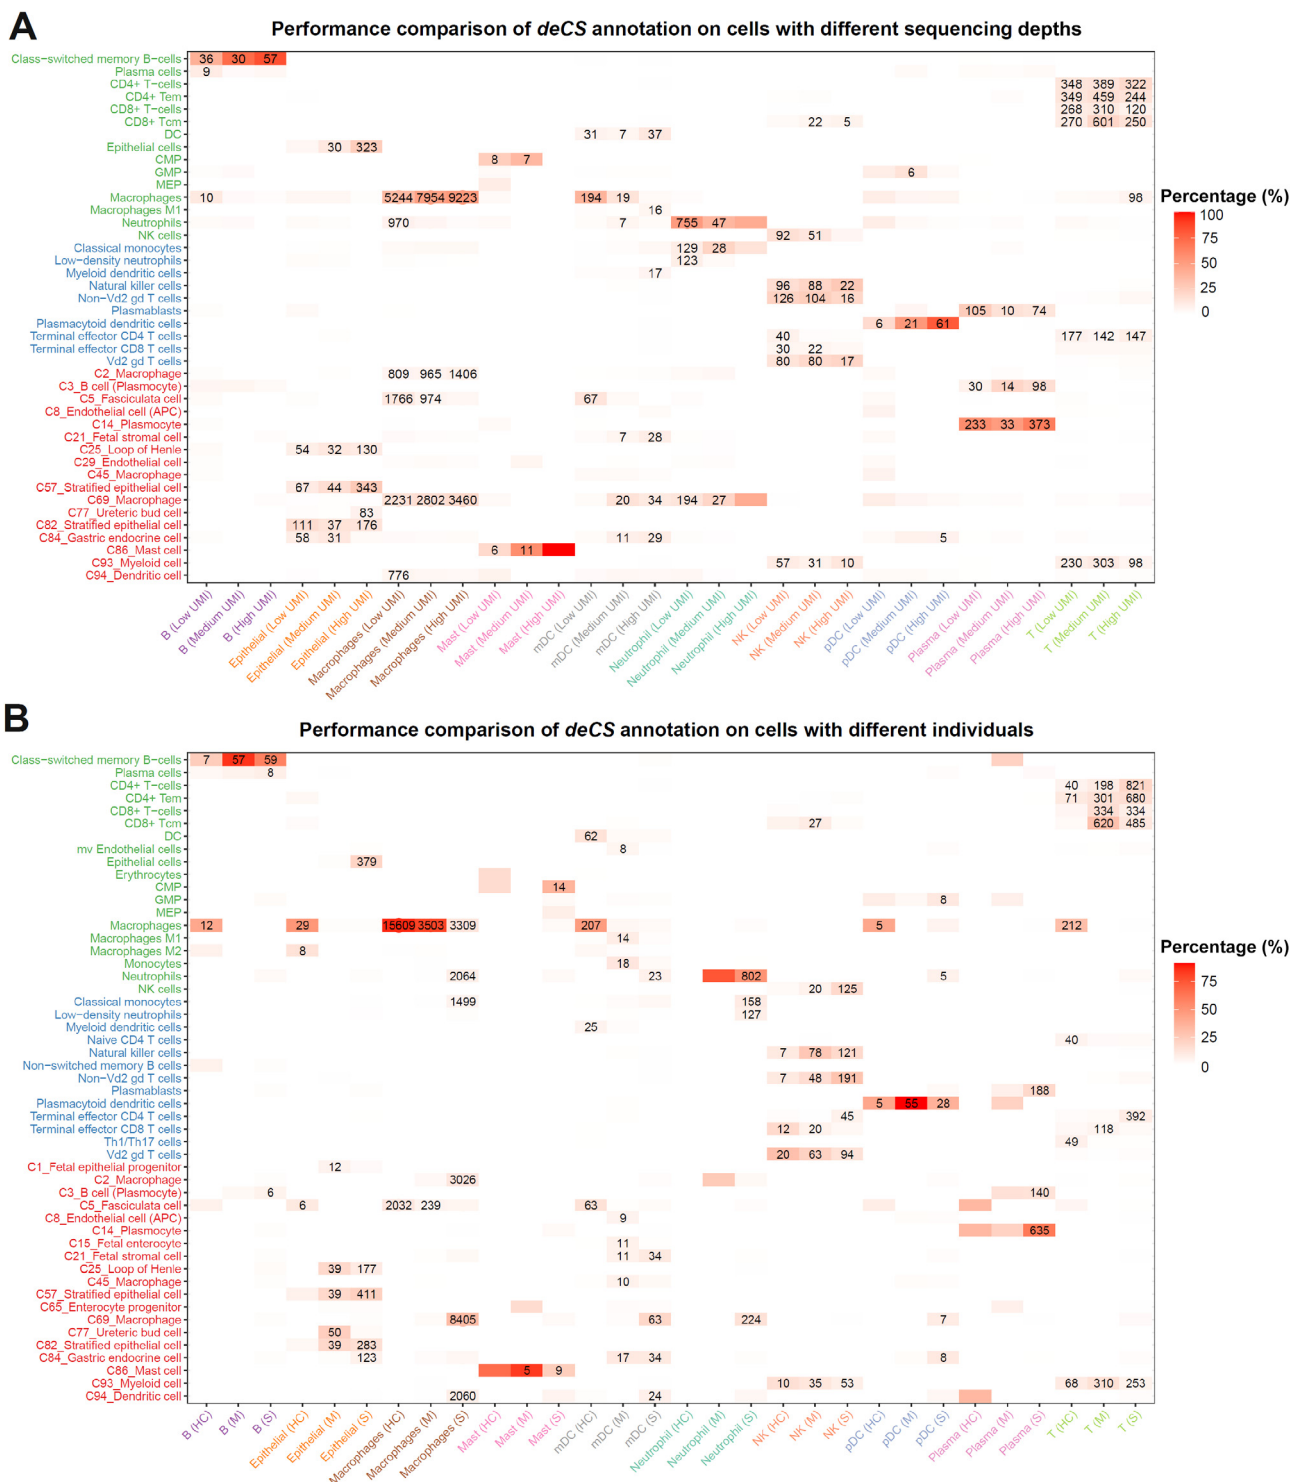 A
Performance comparison of deCS annotation on cells with different sequencing depths
Class−switched memory B−cells 36 30 57
Plasma cells 9
CD4+ T−cells 348 389 322
CD4+ Tem 349 459 244
CD8+ T−cells 268 310 120
CD8+ Tcm 22 5 270 601 250
DC 31 7 37
Epithelial cells 30 323
CMP 8 7
GMP 6
MEP
Macrophages 10 5244 7954 9223 194 19 98
Macrophages M1 16
Neutrophils 970 7 755 47
NK cells 92 51
Classical monocytes 129 28
Low−density neutrophils 123
Myeloid dendritic cells 17
Natural killer cells 96 88 22
Non−Vd2 gd T cells 126 104 16
Plasmablasts 105 10 74
Plasmacytoid dendritic cells 6 21 61
Terminal effector CD4 T cells 40 177 142 147
Terminal effector CD8 T cells 30 22
Vd2 gd T cells 80 80 17
C2_Macrophage 809 965 1406
C3_B cell (Plasmocyte) 30 14 98
C5_Fasciculata cell 1766 974 67
C8_Endothelial cell (APC)
C14_Plasmocyte 233 33 373
C21_Fetal stromal cell 7 28
C25_Loop of Henle 54 32 130
C29_Endothelial cell
C45_Macrophage
C57_Stratified epithelial cell 67 44 343
C69_Macrophage 2231 2802 3460 20 34 194 27
C77_Ureteric bud cell 83
C82_Stratified epithelial cell 111 37 176
C84_Gastric endocrine cell 58 31 11 29 5
C86_Mast cell 6 11
C93_Myeloid cell 57 31 10 230 303 98
C94_Dendritic cell 776
B (Low UMI)
B (Medium UMI)
B (High UMI)
Epithelial (Low UMI)
Epithelial (Medium UMI)
Epithelial (High UMI)
Macrophages (Low UMI)
Macrophages (Medium UMI)
Macrophages (High UMI)
Mast (Low UMI)
Mast (Medium UMI)
Mast (High UMI)
mDC (Low UMI)
mDC (Medium UMI)
mDC (High UMI)
Neutrophil (Low UMI)
Neutrophil (Medium UMI)
Neutrophil (High UMI)
NK (Low UMI)
NK (Medium UMI)
NK (High UMI)
pDC (Low UMI)
pDC (Medium UMI)
pDC (High UMI)
Plasma (Low UMI)
Plasma (Medium UMI)
Plasma (High UMI)
T (Low UMI)
T (Medium UMI)
T (High UMI)
Percentage (%)
100
75
50
25
0
B
Performance comparison of deCS annotation on cells with different individuals
Class−switched memory B−cells 7 57 59
Plasma cells 8
CD4+ T−cells 40 198 821
CD4+ Tem 71 301 680
CD8+ T−cells 334 334
CD8+ Tcm 27 620 485
DC 62
mv Endothelial cells 8
Epithelial cells 379
Erythrocytes
CMP 14
GMP 8
MEP
Macrophages 12 29 15609 3503 3309 207 5 212
Macrophages M1 14
Macrophages M2 8
Monocytes 18
Neutrophils 2064 23 802 5
NK cells 20 125
Classical monocytes 1499 158
Low−density neutrophils 127
Myeloid dendritic cells 25
Naive CD4 T cells 40
Natural killer cells 7 78 121
Non−switched memory B cells
Non−Vd2 gd T cells 7 48 191
Plasmablasts 188
Plasmacytoid dendritic cells 5 55 28
Terminal effector CD4 T cells 45 392
Terminal effector CD8 T cells 12 20 118
Th1/Th17 cells 49
Vd2 gd T cells 20 63 94
C1_Fetal epithelial progenitor 12
C2_Macrophage 3026
C3_B cell (Plasmocyte) 6 140
C5_Fasciculata cell 6 2032 239 63
C8_Endothelial cell (APC) 9
C14_Plasmocyte 635
C15_Fetal enterocyte 11
C21_Fetal stromal cell 11 34
C25_Loop of Henle 39 177
C45_Macrophage 10
C57_Stratified epithelial cell 39 411
C65_Enterocyte progenitor
C69_Macrophage 8405 63 224 7
C77_Ureteric bud cell 50
C82_Stratified epithelial cell 39 283
C84_Gastric endocrine cell 123 17 34 8
C86_Mast cell 5 9
C93_Myeloid cell 10 35 53 68 310 253
C94_Dendritic cell 2060 24
B (HC)
B (M)
B (S)
Epithelial (HC)
Epithelial (M)
Epithelial (S)
Macrophages (HC)
Macrophages (M)
Macrophages (S)
Mast (HC)
Mast (M)
Mast (S)
mDC (HC)
mDC (M)
mDC (S)
Neutrophil (HC)
Neutrophil (M)
Neutrophil (S)
NK (HC)
NK (M)
NK (S)
pDC (HC)
pDC (M)
pDC (S)
Plasma (HC)
Plasma (M)
Plasma (S)
T (HC)
T (M)
T (S)
Percentage (%)
75
50
25
0